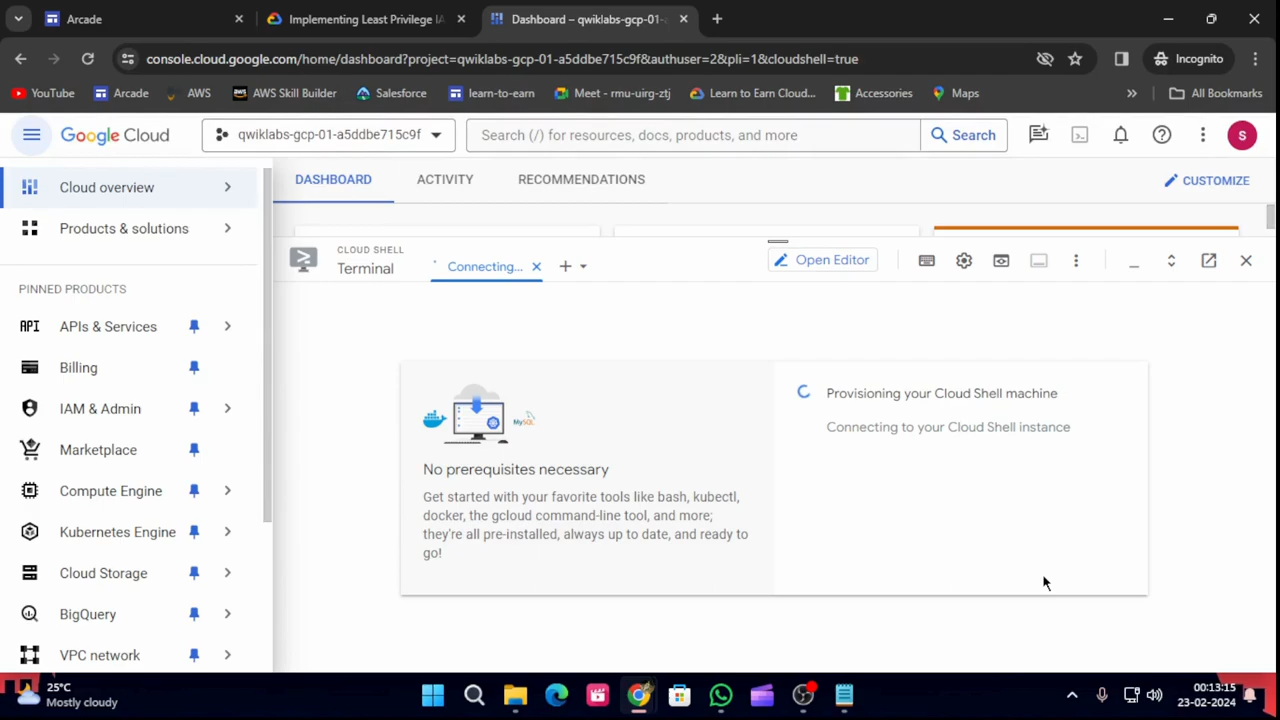 Arcade
Implementing Least Privilege IA
Dashboard – qwiklabs-gcp-01-
console.cloud.google.com/home/dashboard?project=qwiklabs-gcp-01-a5ddbe715c9f&authuser=2&pli=1&cloudshell=true
Incognito
YouTube
Arcade
AWS
AWS Skill Builder
Salesforce
learn-to-earn
Meet - rmu-uirg-ztj
Learn to Earn Cloud...
Accessories
Maps
All Bookmarks
Google Cloud
qwiklabs-gcp-01-a5ddbe715c9f
Search (/) for resources, docs, products, and more
Search
S
Cloud overview
Products & solutions
PINNED PRODUCTS
API APIs & Services
Billing
IAM & Admin
Marketplace
Compute Engine
Kubernetes Engine
Cloud Storage
BigQuery
VPC network
DASHBOARD
ACTIVITY
RECOMMENDATIONS
CUSTOMIZE
CLOUD SHELL
Terminal
Connecting...
Open Editor
MySQL
No prerequisites necessary
Get started with your favorite tools like bash, kubectl,
docker, the gcloud command-line tool, and more;
they're all pre-installed, always up to date, and ready to
go!
Provisioning your Cloud Shell machine
Connecting to your Cloud Shell instance
25°C
Mostly cloudy
00:13:15
23-02-2024